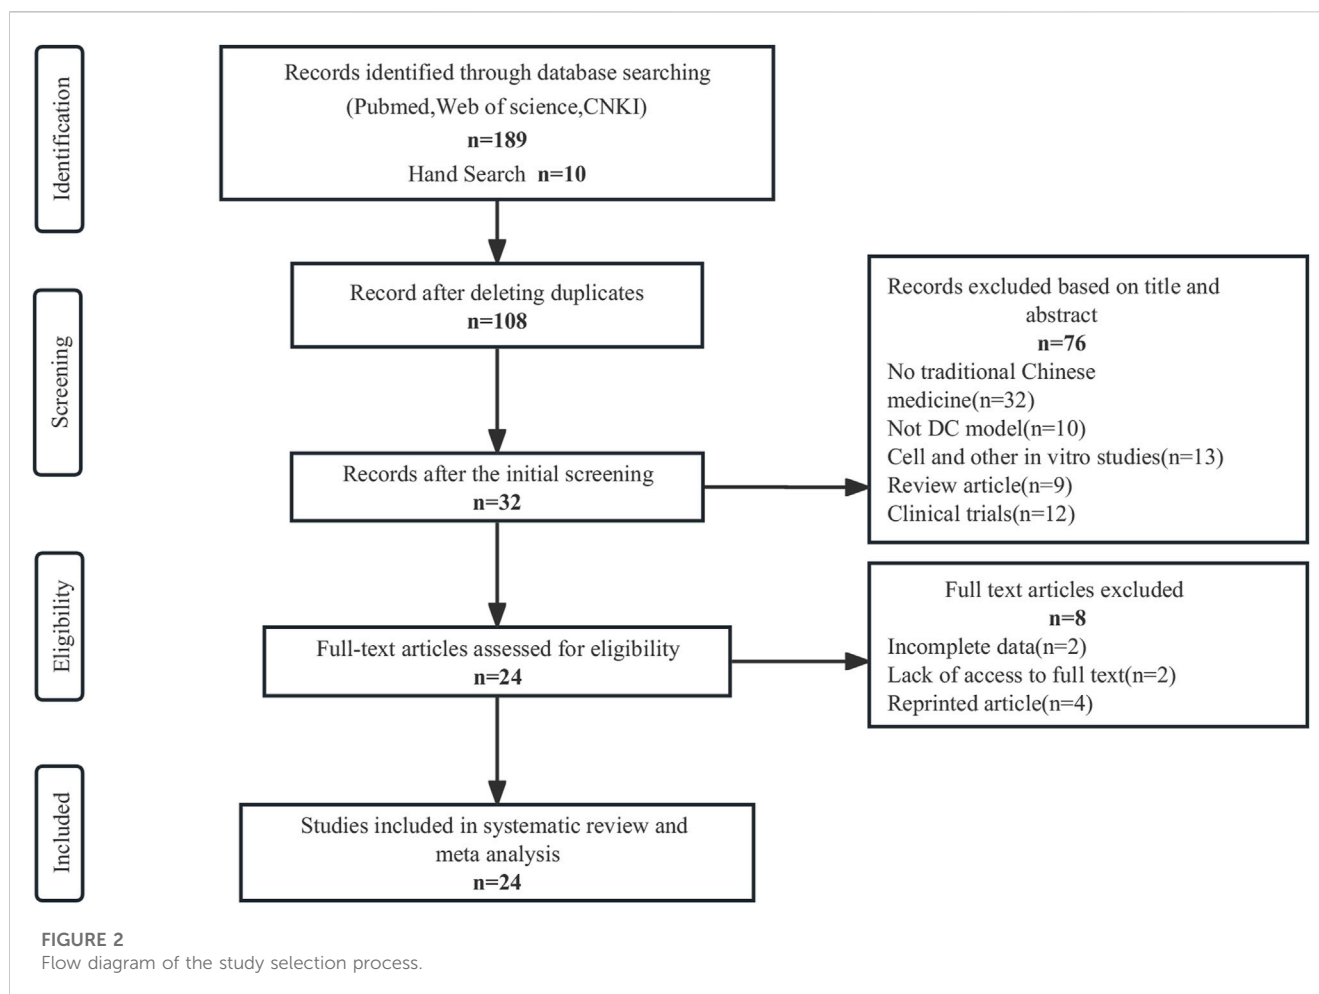 Identification
Records identified through database searching
(Pubmed,Web of science,CNKI)
n=189
Hand Search n=10
Screening
Record after deleting duplicates
n=108
Records excluded based on title and
abstract
n=76
No traditional Chinese
medicine(n=32)
Not DC model(n=10)
Cell and other in vitro studies(n=13)
Review article(n=9)
Clinical trials(n=12)
Records after the initial screening
n=32
Eligibility
Full-text articles assessed for eligibility
n=24
Full text articles excluded
n=8
Incomplete data(n=2)
Lack of access to full text(n=2)
Reprinted article(n=4)
Included
Studies included in systematic review and
meta analysis
n=24
FIGURE 2
Flow diagram of the study selection process.